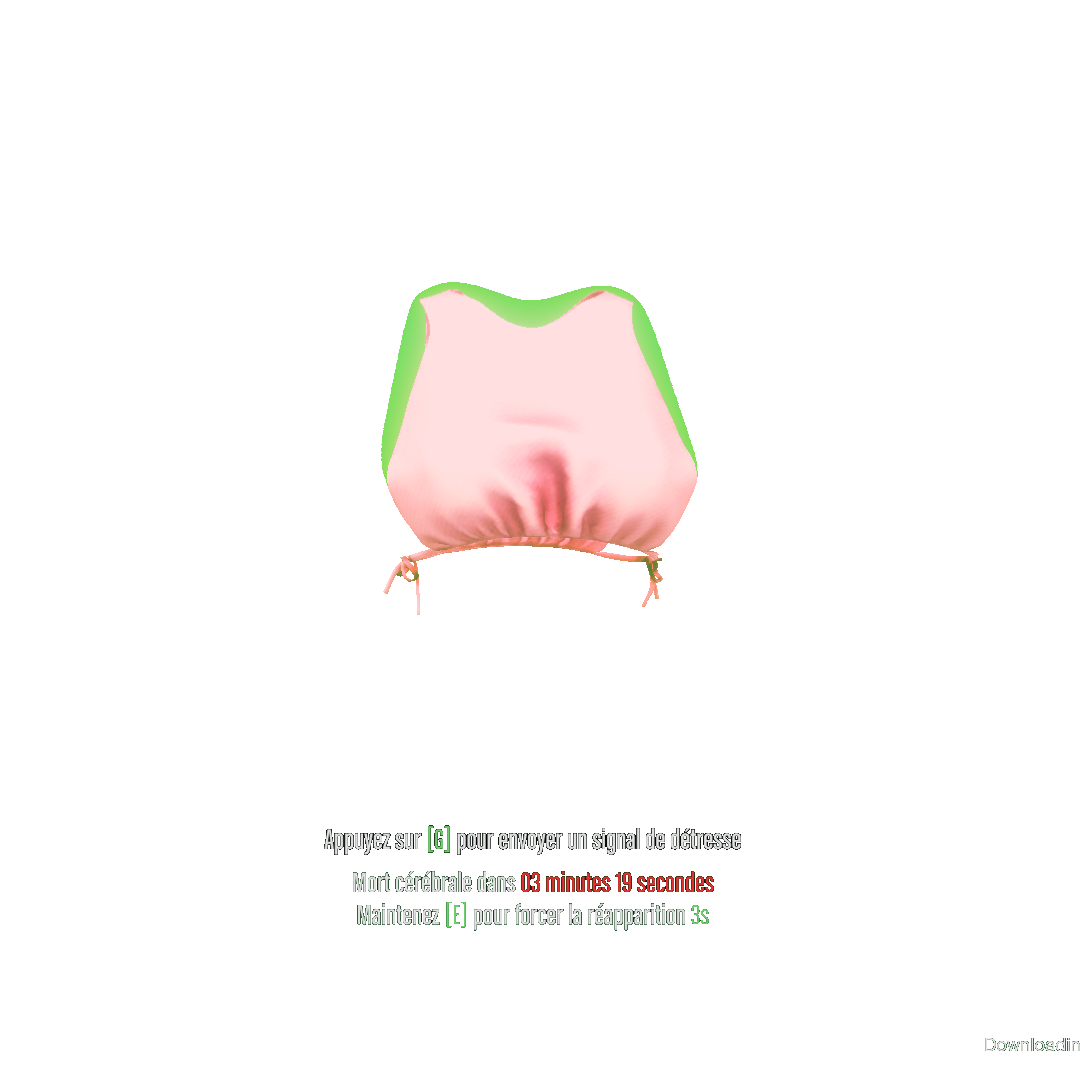 Appuyez sur [G] pour envoyer un signal de détresse
Mort cérébrale dans 03 minutes 19 secondes
Maintenez [E] pour forcer la réapparition 3s
Downloadin